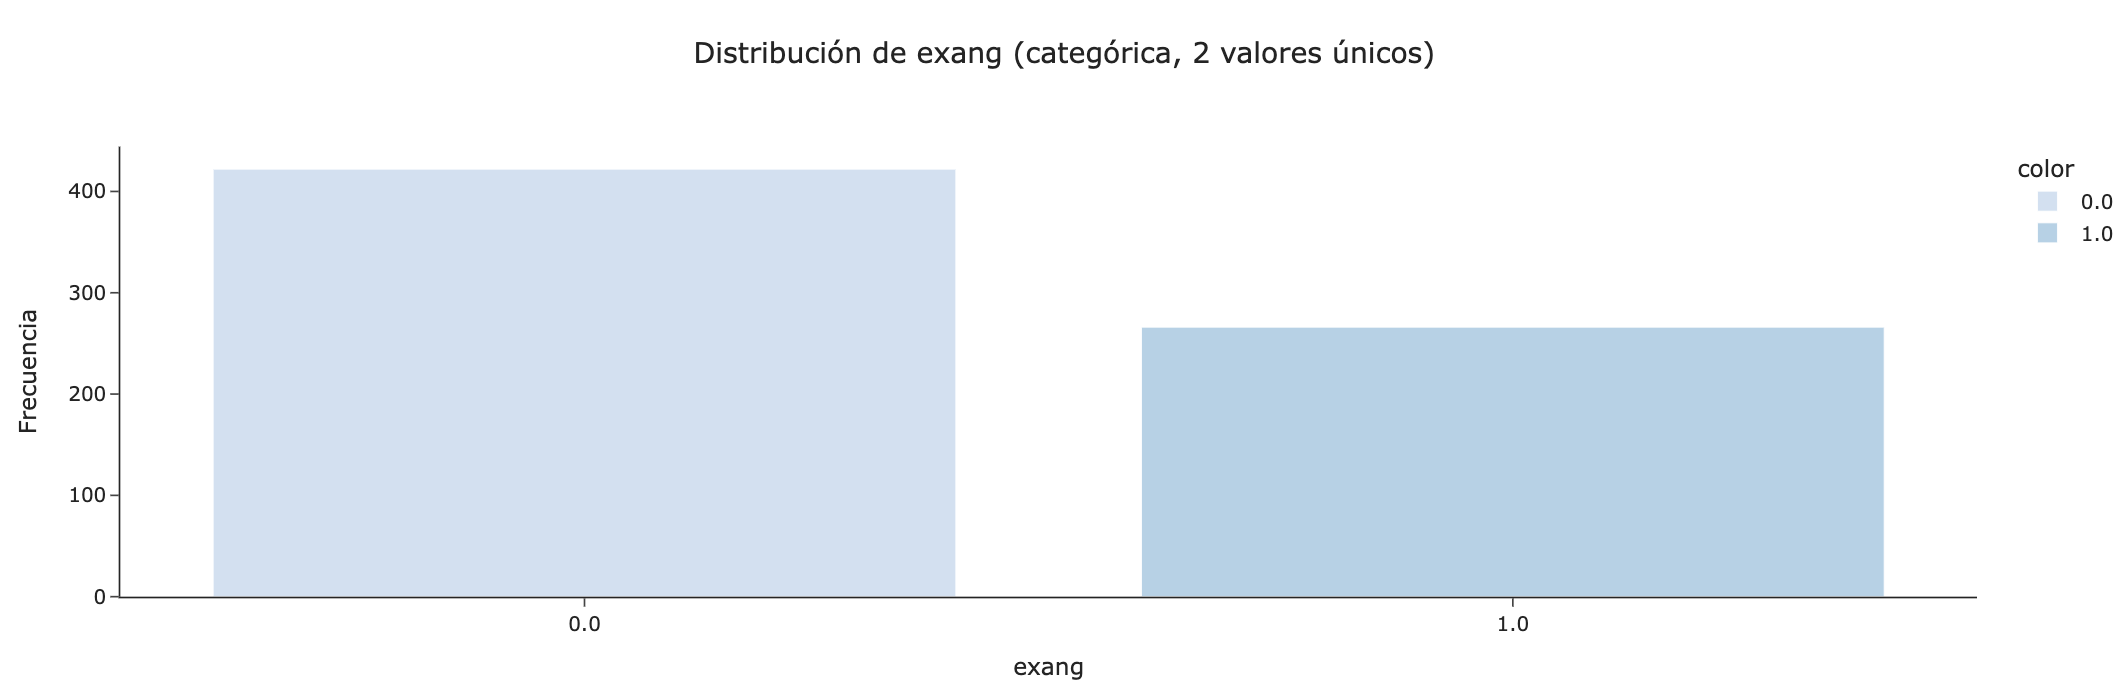 Distribución de exang (categórica, 2 valores únicos)
Frecuencia
400
300
200
100
0
0.0
1.0
exang
color
0.0
1.0